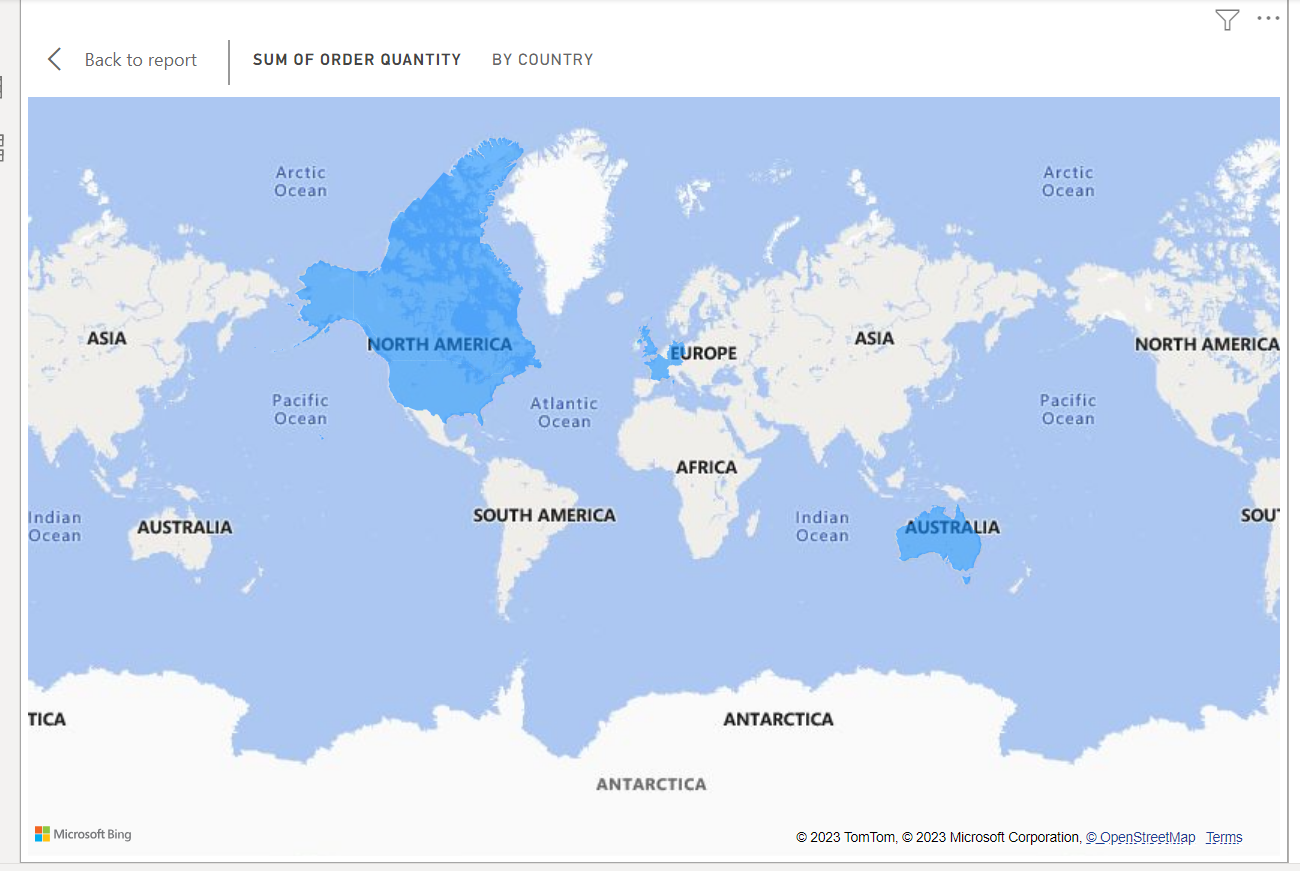 Back to report
SUM OF ORDER QUANTITY
BY COUNTRY
Arctic
Ocean
Arctic
Ocean
ASIA
NORTH AMERICA
EUROPE
ASIA
NORTH AMERICA
Pacific
Ocean
Atlantic
Ocean
Pacific
Ocean
AFRICA
Indian
Ocean
AUSTRALIA
SOUTH AMERICA
Indian
Ocean
AUSTRALIA
SOUT
TICA
ANTARCTICA
ANTARCTICA
Microsoft Bing
© 2023 TomTom, © 2023 Microsoft Corporation, © OpenStreetMap Terms